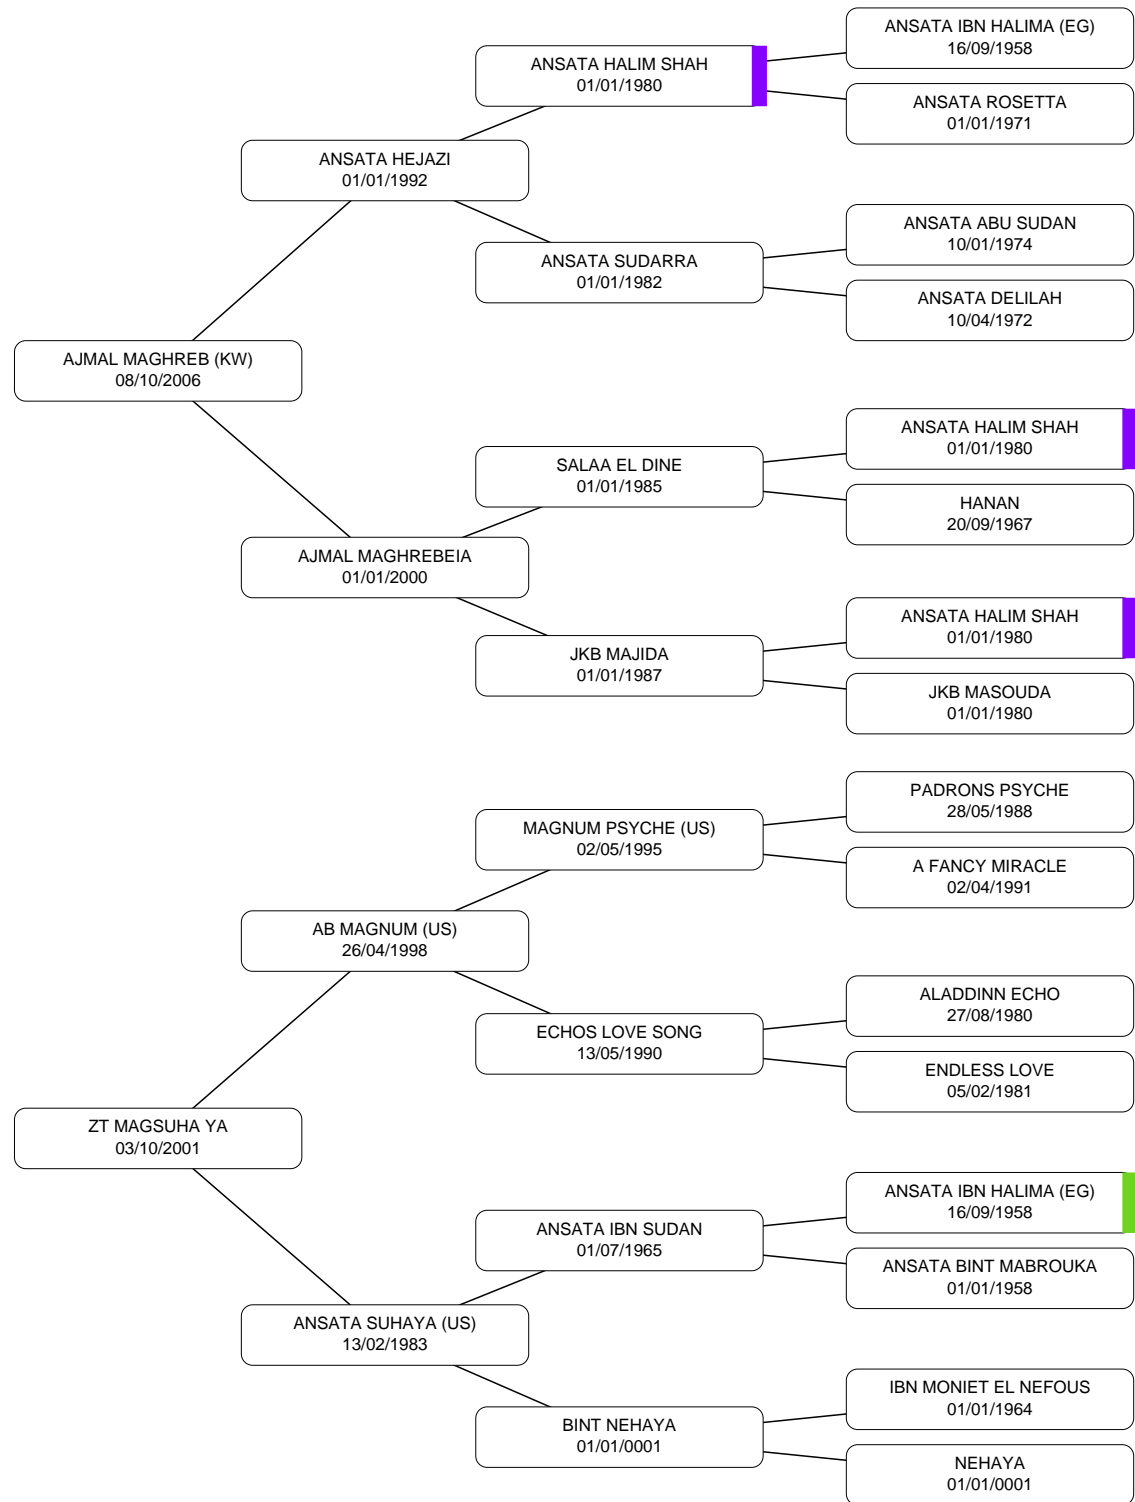 ANSATA IBN HALIMA (EG)
16/09/1958
ANSATA HALIM SHAH
01/01/1980
ANSATA ROSETTA
01/01/1971
ANSATA HEJAZI
01/01/1992
ANSATA ABU SUDAN
10/01/1974
ANSATA SUDARRA
01/01/1982
ANSATA DELILAH
10/04/1972
AJMAL MAGHREB (KW)
08/10/2006
ANSATA HALIM SHAH
01/01/1980
SALAA EL DINE
01/01/1985
HANAN
20/09/1967
AJMAL MAGHREBEIA
01/01/2000
ANSATA HALIM SHAH
01/01/1980
JKB MAJIDA
01/01/1987
JKB MASOUDA
01/01/1980
PADRONS PSYCHE
28/05/1988
MAGNUM PSYCHE (US)
02/05/1995
A FANCY MIRACLE
02/04/1991
AB MAGNUM (US)
26/04/1998
ALADDINN ECHO
27/08/1980
ECHOS LOVE SONG
13/05/1990
ENDLESS LOVE
05/02/1981
ZT MAGSUHA YA
03/10/2001
ANSATA IBN HALIMA (EG)
16/09/1958
ANSATA IBN SUDAN
01/07/1965
ANSATA BINT MABROUKA
01/01/1958
ANSATA SUHAYA (US)
13/02/1983
IBN MONIET EL NEFOUS
01/01/1964
BINT NEHAYA
01/01/0001
NEHAYA
01/01/0001